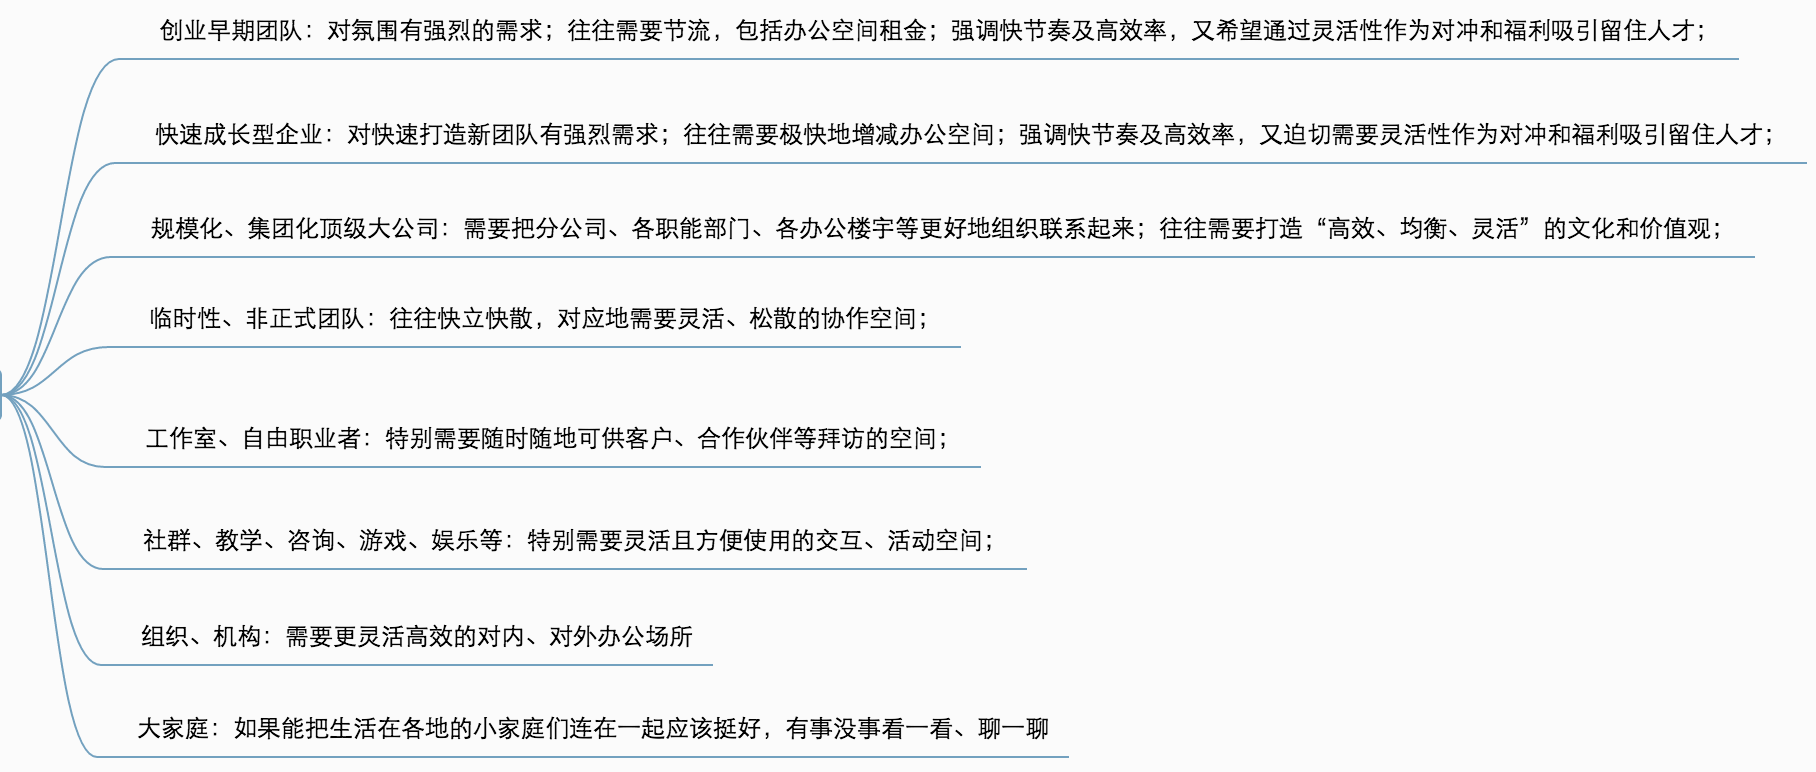 创业早期团队：对氛围有强烈的需求；往往需要节流，包括办公空间租金；强调快节奏及高效率，又希望通过灵活性作为对冲和福利吸引留住人才；
快速成长型企业：对快速打造新团队有强烈需求；往往需要极快地增减办公空间；强调快节奏及高效率，又迫切需要灵活性作为对冲和福利吸引留住人才；
规模化、集团化顶级大公司：需要把分公司、各职能部门、各办公楼宇等更好地组织联系起来；往往需要打造“高效、均衡、灵活”的文化和价值观；
临时性、非正式团队：往往快立快散，对应地需要灵活、松散的协作空间；
工作室、自由职业者：特别需要随时随地可供客户、合作伙伴等拜访的空间；
社群、教学、咨询、游戏、娱乐等：特别需要灵活且方便使用的交互、活动空间；
组织、机构：需要更灵活高效的对内、对外办公场所
大家庭：如果能把生活在各地的小家庭们连在一起应该挺好，有事没事看一看、聊一聊